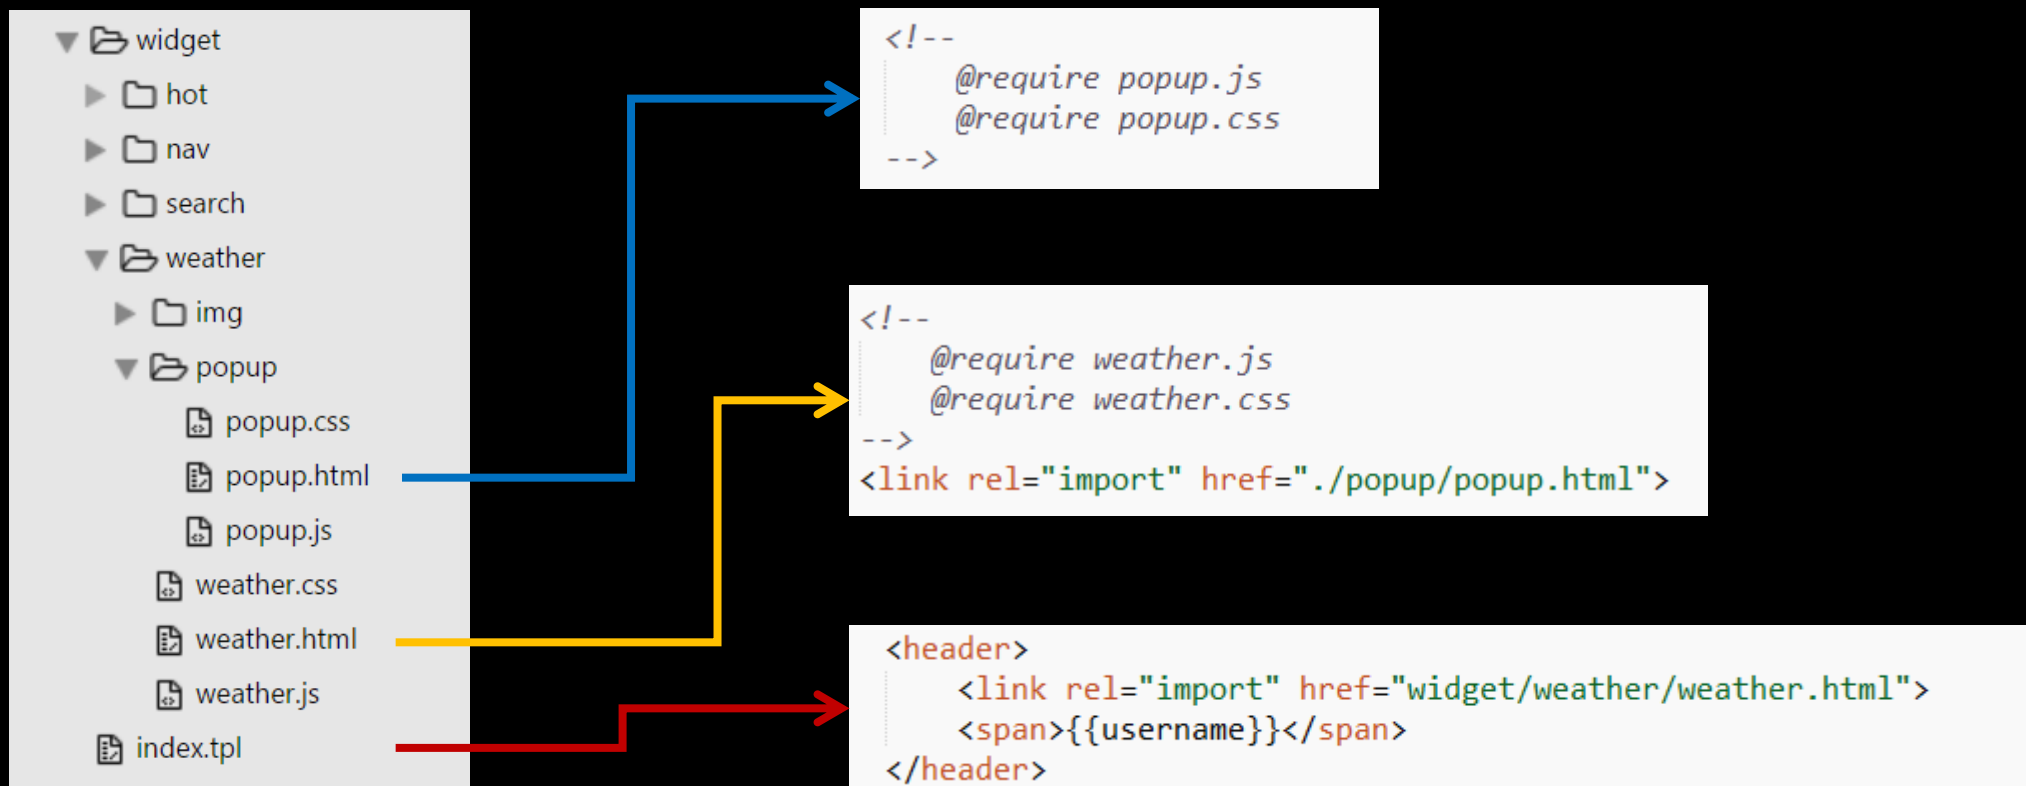 widget
hot
nav
search
weather
img
popup
popup.css
popup.html
popup.js
weather.css
weather.html
weather.js
index.tpl
<!--
@require popup.js
@require popup.css
-->
<!--
@require weather.js
@require weather.css
-->
<link rel="import" href="./popup/popup.html">
<header>
<link rel="import" href="widget/weather/weather.html">
<span>{{username}}</span>
</header>